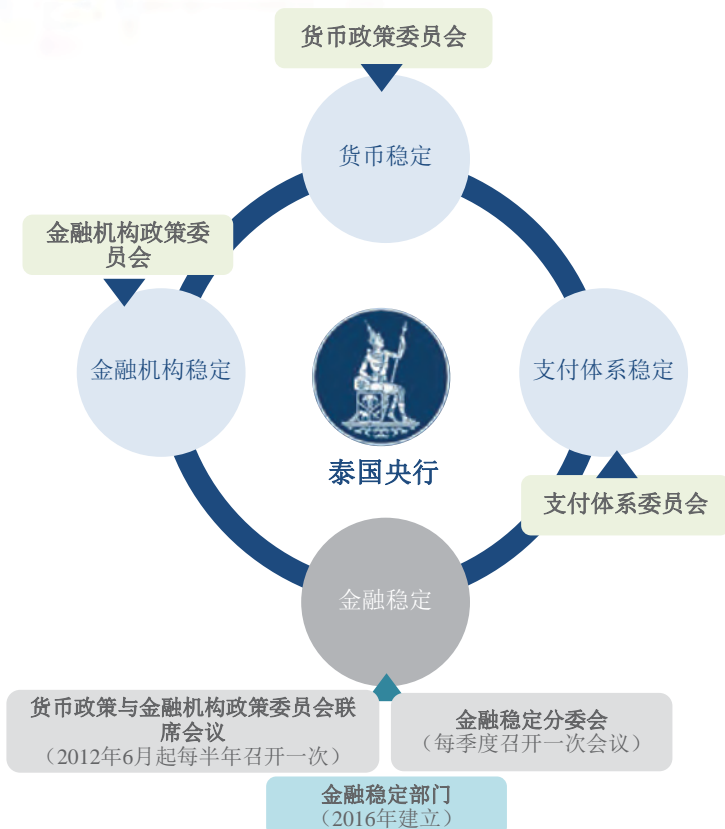 货币政策委员会
货币稳定
金融机构政策委
员会
金融机构稳定
支付体系稳定
泰国央行
支付体系委员会
金融稳定
货币政策与金融机构政策委员会联
席会议
（2012年6月起每半年召开一次）
金融稳定分委会
（每季度召开一次会议）
金融稳定部门
（2016年建立）